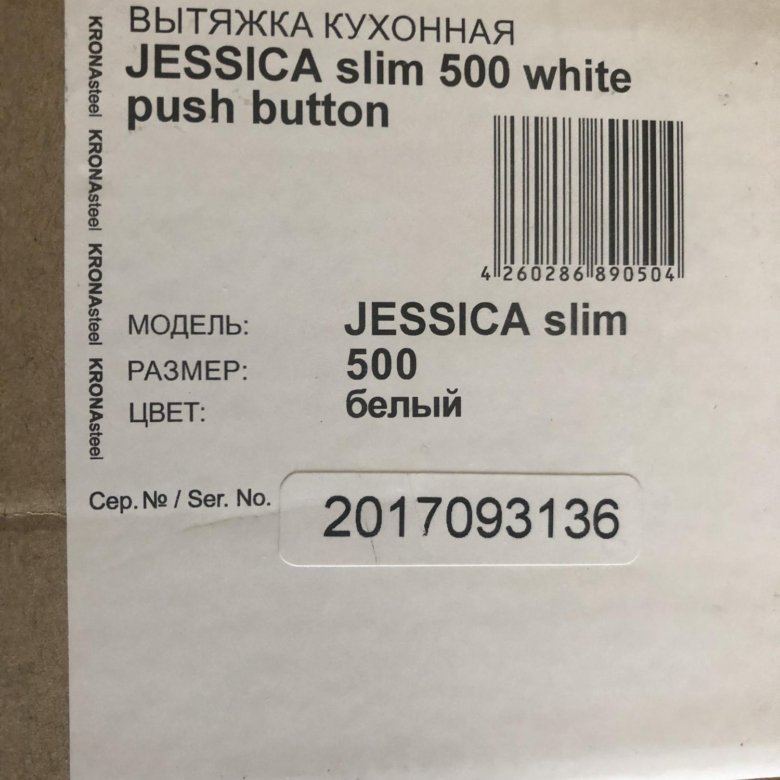 ВЫТЯЖКА КУХОННАЯ
JESSICA slim 500 white
push button
KRONAsteel KRONAsteel KRONAsteel KRONAsteel
4 260286 890504
МОДЕЛЬ: JESSICA slim
РАЗМЕР: 500
ЦВЕТ: белый
Сер.№ / Ser. No. 2017093136